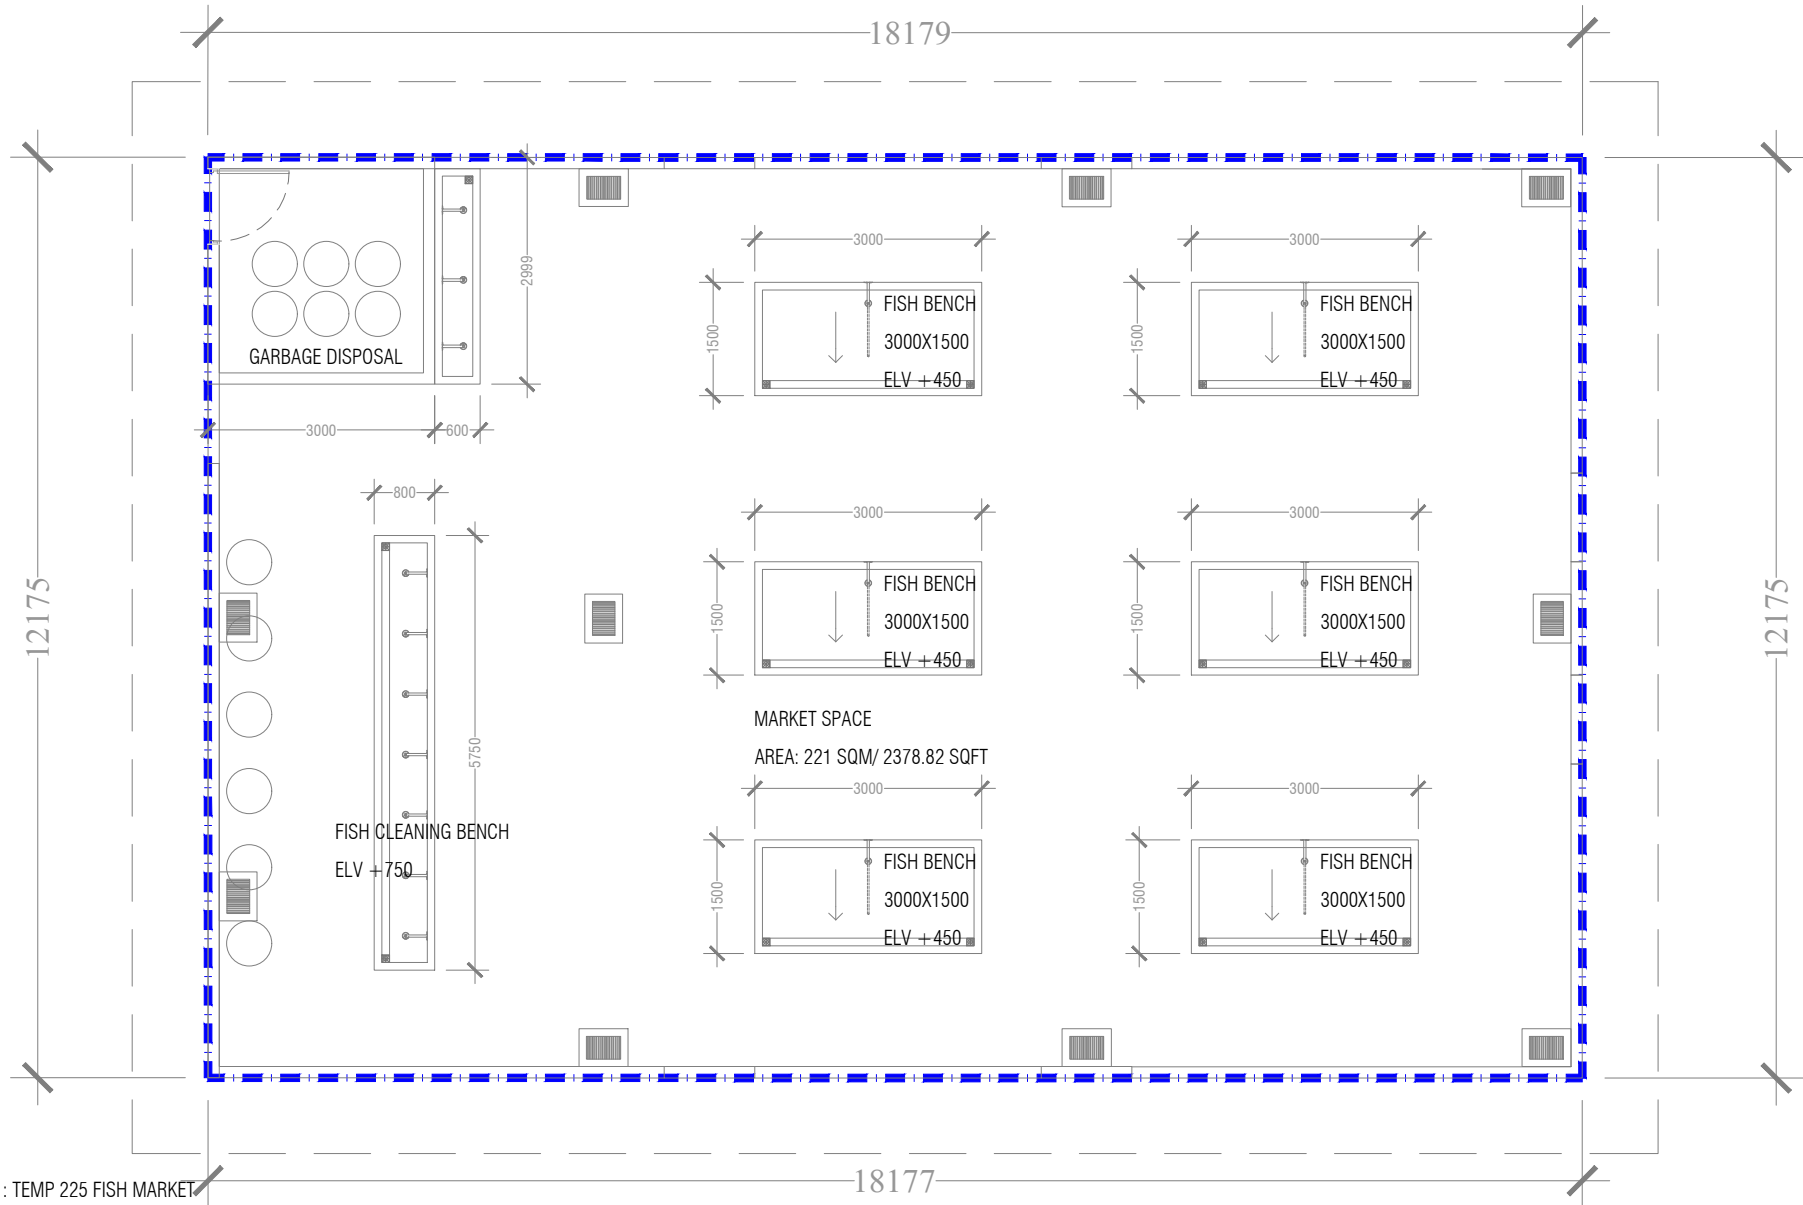 18179
3000
3000
2999
FISH BENCH
3000X1500
ELV +450
1500
FISH BENCH
3000X1500
ELV +450
1500
GARBAGE DISPOSAL
3000
600
800
3000
3000
12175
12175
FISH BENCH
3000X1500
ELV +450
1500
FISH BENCH
3000X1500
ELV +450
1500
MARKET SPACE
AREA: 221 SQM/ 2378.82 SQFT
5750
3000
3000
FISH CLEANING BENCH
ELV +750
FISH BENCH
3000X1500
ELV +450
1500
FISH BENCH
3000X1500
ELV +450
1500
18177
: TEMP 225 FISH MARKET